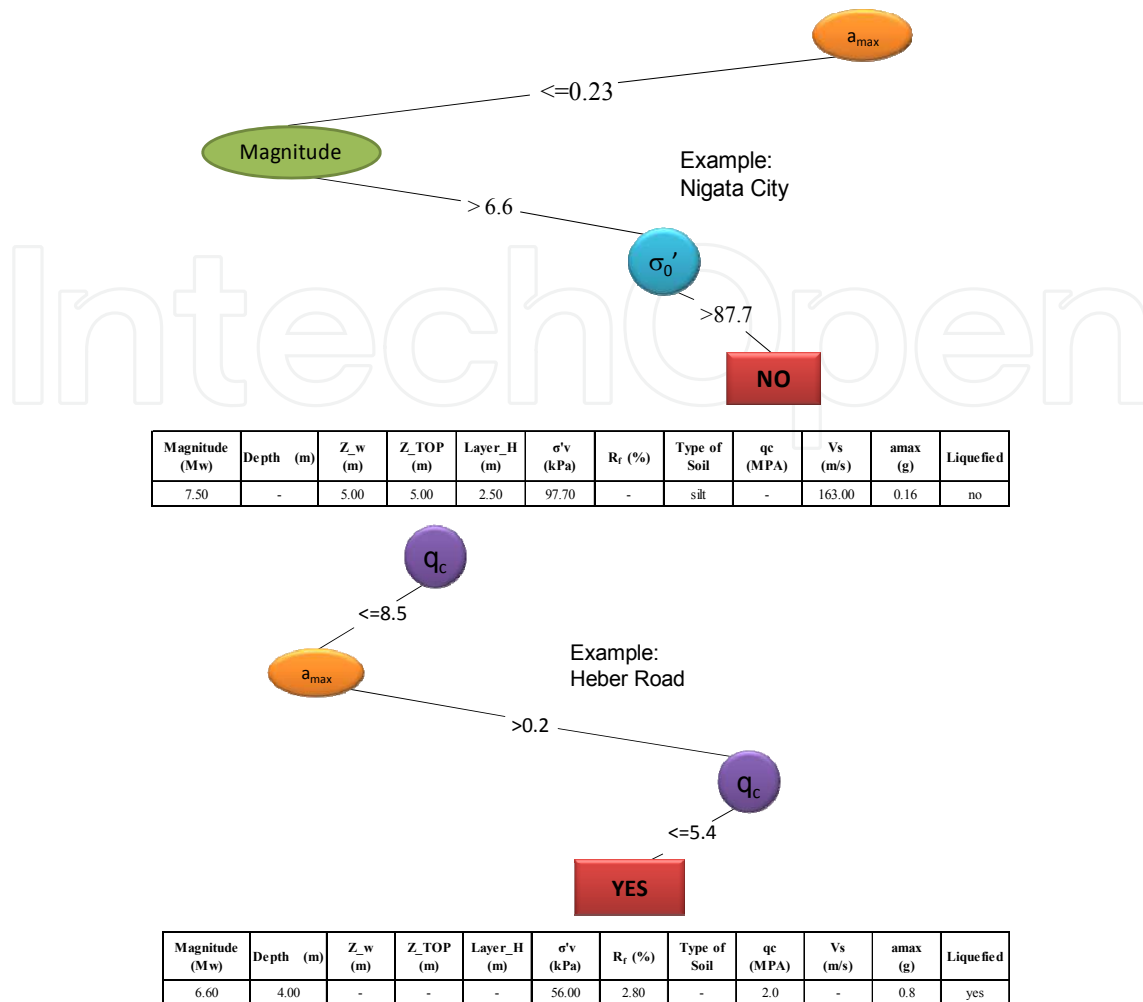 a_max
<=0.23
Magnitude
Example:
Nigata City
> 6.6
σ0’
>87.7
NO
IntechOpen
Magnitude (Mw) Depth (m) Z_w (m) Z_TOP (m) Layer_H (m) σ'v (kPa) Rf (%) Type of Soil qc (MPA) Vs (m/s) amax (g) Liquefied
7.50 - 5.00 5.00 2.50 97.70 - silt - 163.00 0.16 no
qc
<=8.5
Example:
Heber Road
a_max
>0.2
qc
<=5.4
YES
Magnitude (Mw) Depth (m) Z_w (m) Z_TOP (m) Layer_H (m) σ'v (kPa) Rf (%) Type of Soil qc (MPA) Vs (m/s) amax (g) Liquefied
6.60 4.00 - - - 56.00 2.80 - 2.0 - 0.8 yes